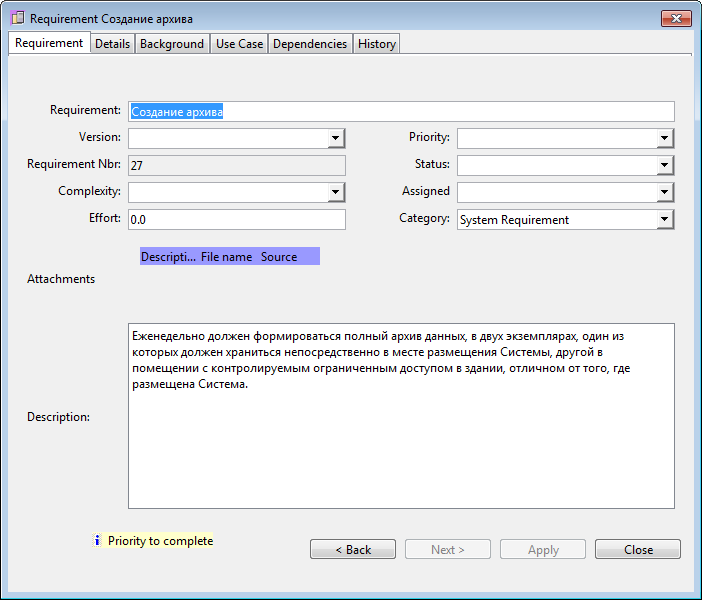 Requirement Создание архива
Requirement Details Background Use Case Dependencies History
Requirement: Создание архива
Version: Priority:
Requirement Nbr: 27 Status:
Complexity: Assigned
Effort: 0.0 Category: System Requirement
Descripti... File name Source
Attachments
Еженедельно должен формироваться полный архив данных, в двух экземплярах, один из
которых должен храниться непосредственно в месте размещения Системы, другой в
помещении с контролируемым ограниченным доступом в здании, отличном от того, где
размещена Система.
Description:
i Priority to complete
< Back Next > Apply Close